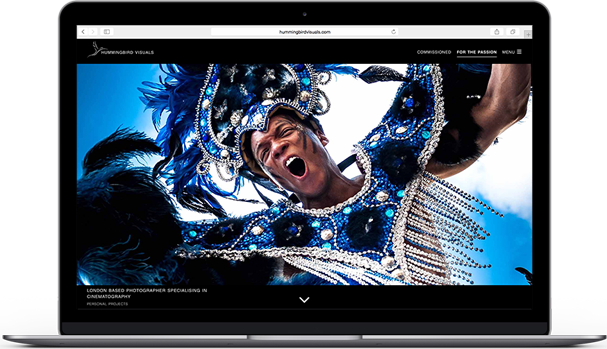 hummingbirdvisuals.com
HUMMINGBIRD VISUALS
COMMISSIONED FOR THE PASSION MENU
LONDON BASED PHOTOGRAPHER SPECIALISING IN
CINEMATOGRAPHY
PERSONAL PROJECTS